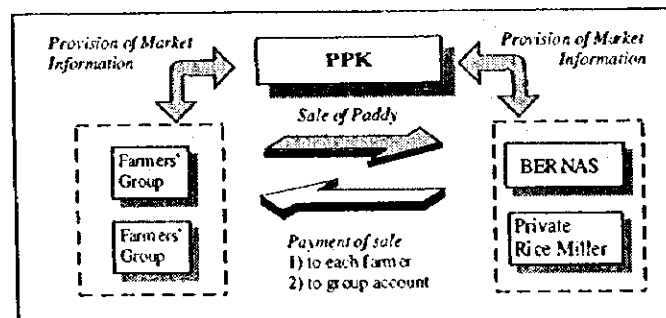 Provision of Market
Information
PPK
Provision of Market
Information
Sale of Paddy
Farmers'
Group
Farmers'
Group
BERNAS
Private
Rice Miller
Payment of sale
1) to each farmer
2) to group account